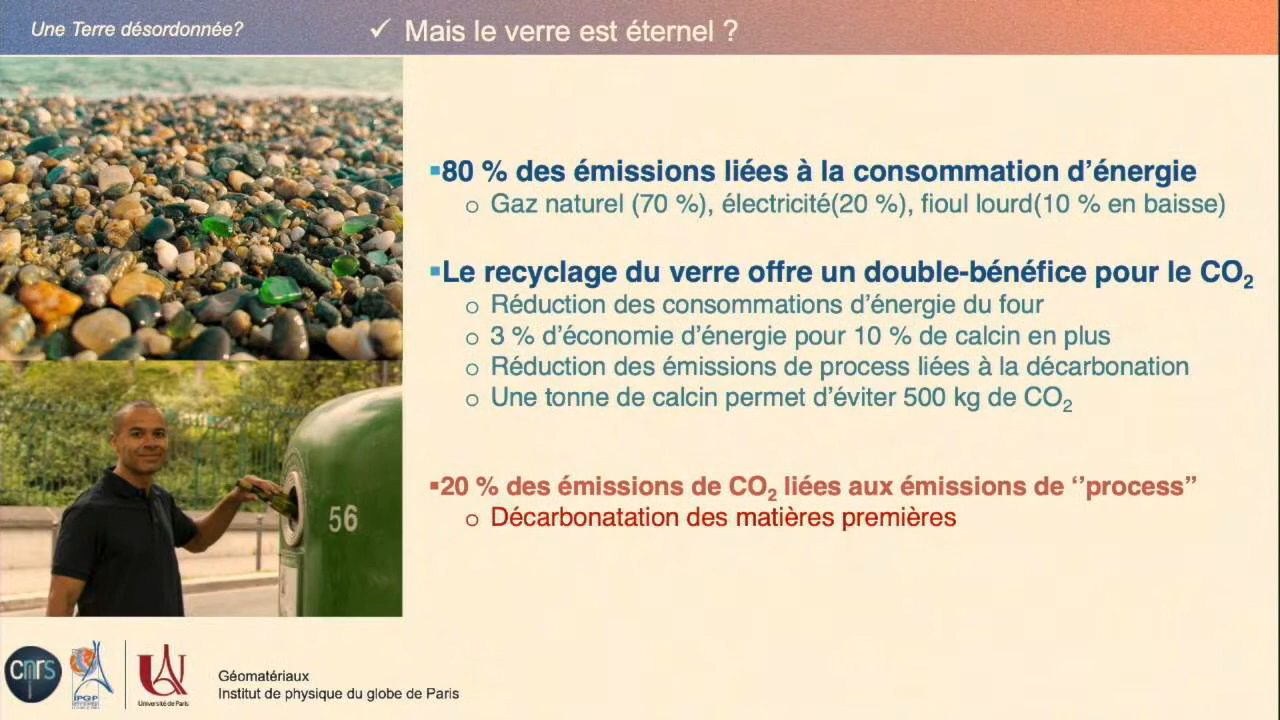 Une Terre désordonnée?
✓ Mais le verre est éternel ?
▪80 % des émissions liées à la consommation d’énergie
o Gaz naturel (70 %), électricité(20 %), fioul lourd(10 % en baisse)
▪Le recyclage du verre offre un double-bénéfice pour le CO₂
o Réduction des consommations d’énergie du four
o 3 % d’économie d’énergie pour 10 % de calcin en plus
o Réduction des émissions de process liées à la décarbonation
o Une tonne de calcin permet d’éviter 500 kg de CO₂
▪20 % des émissions de CO₂ liées aux émissions de ‘’process’’
o Décarbonatation des matières premières
56
cnrs
IPGP
Université de Paris
Géomatériaux
Institut de physique du globe de Paris